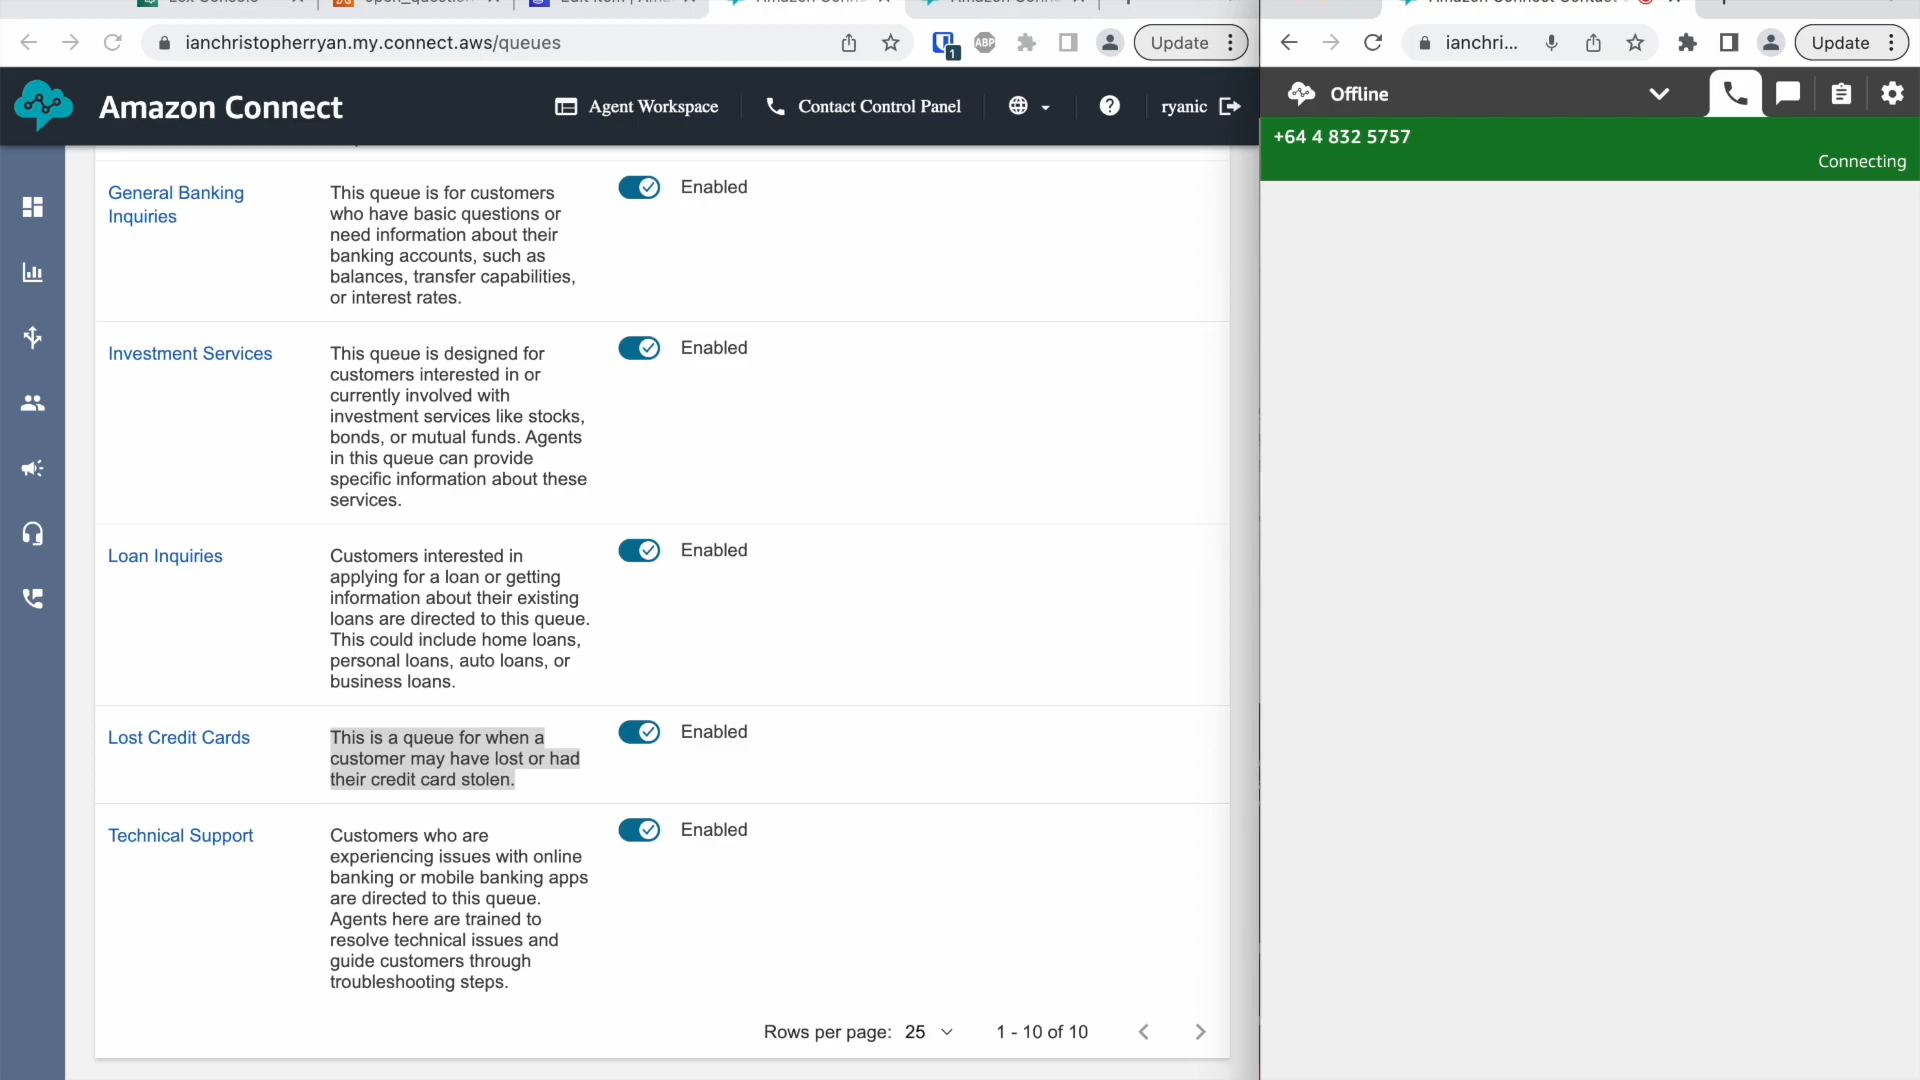 ianchristopherryan.my.connect.aws/queues
1
ABP
Update
ianchri...
Update
Amazon Connect
Agent Workspace
Contact Control Panel
ryanic
Offline
+64 4 832 5757
Connecting
General Banking
Inquiries
This queue is for customers
who have basic questions or
need information about their
banking accounts, such as
balances, transfer capabilities,
or interest rates.
Enabled
Investment Services
This queue is designed for
customers interested in or
currently involved with
investment services like stocks,
bonds, or mutual funds. Agents
in this queue can provide
specific information about these
services.
Enabled
Loan Inquiries
Customers interested in
applying for a loan or getting
information about their existing
loans are directed to this queue.
This could include home loans,
personal loans, auto loans, or
business loans.
Enabled
Lost Credit Cards
This is a queue for when a
customer may have lost or had
their credit card stolen.
Enabled
Technical Support
Customers who are
experiencing issues with online
banking or mobile banking apps
are directed to this queue.
Agents here are trained to
resolve technical issues and
guide customers through
troubleshooting steps.
Enabled
Rows per page: 25
1 - 10 of 10